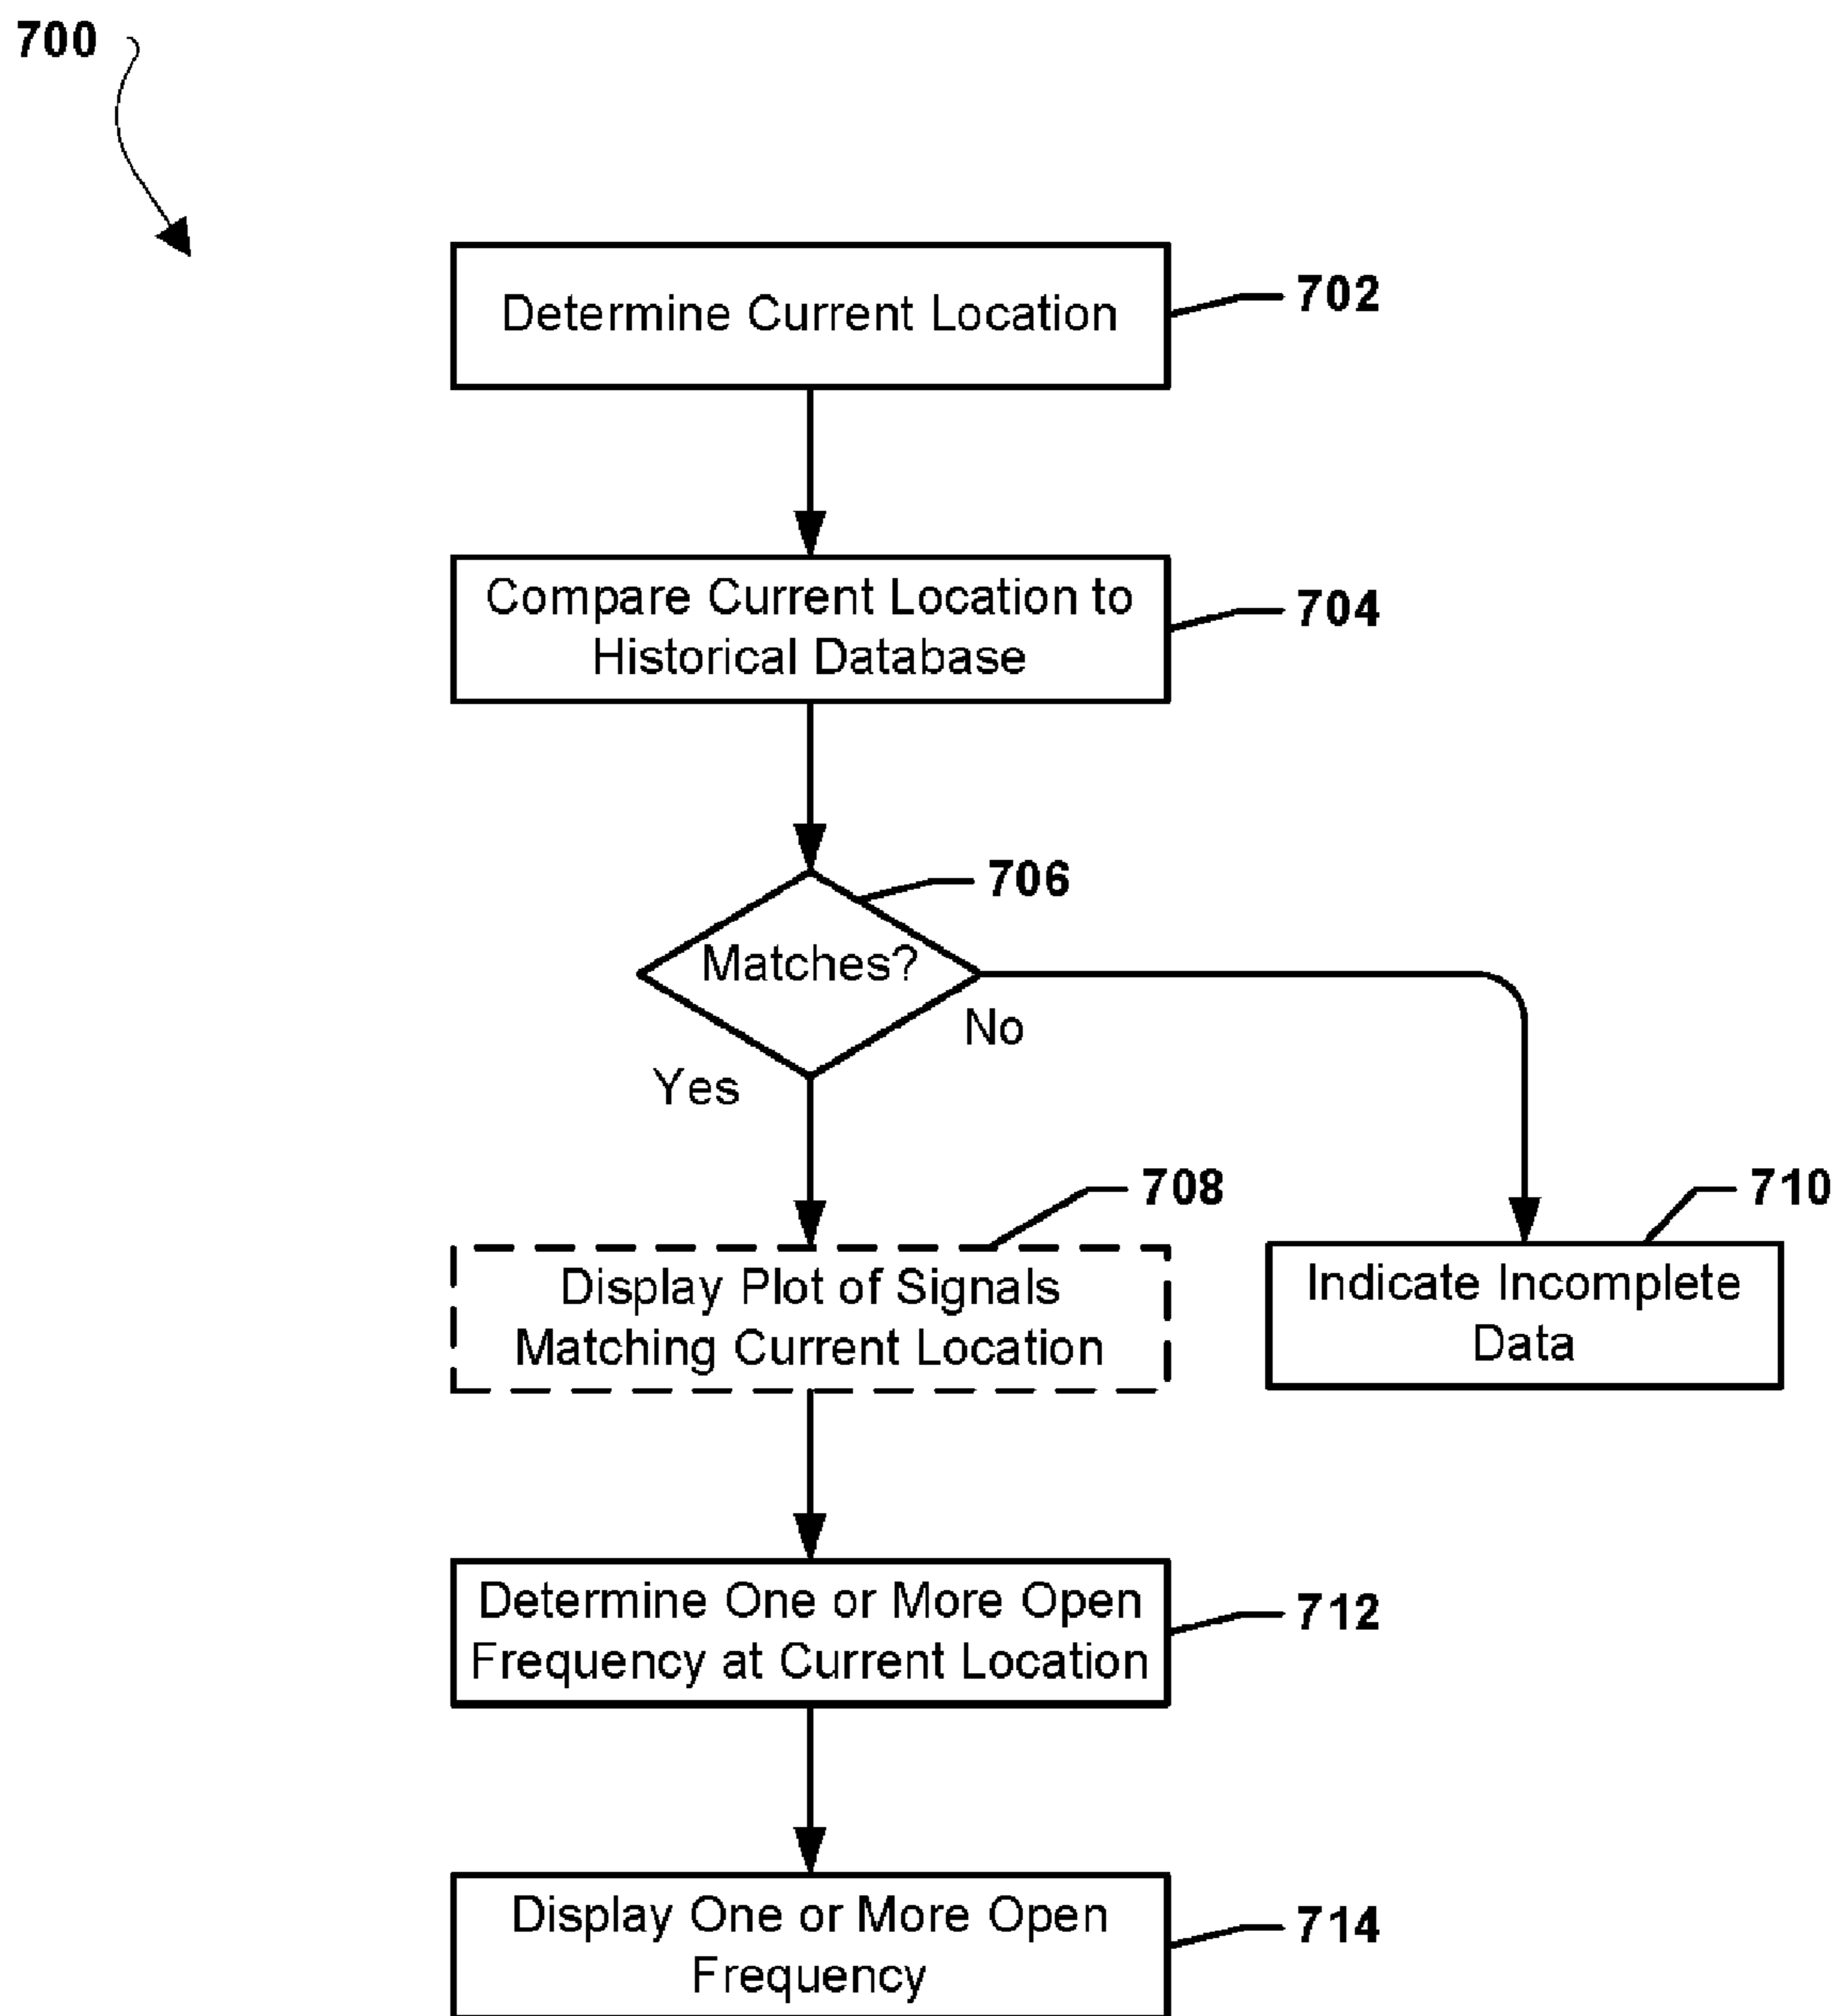 700
Determine Current Location
702
Compare Current Location to
Historical Database
704
706
Matches?
No
Yes
708
Display Plot of Signals
Matching Current Location
710
Indicate Incomplete
Data
Determine One or More Open
Frequency at Current Location
712
Display One or More Open
Frequency
714